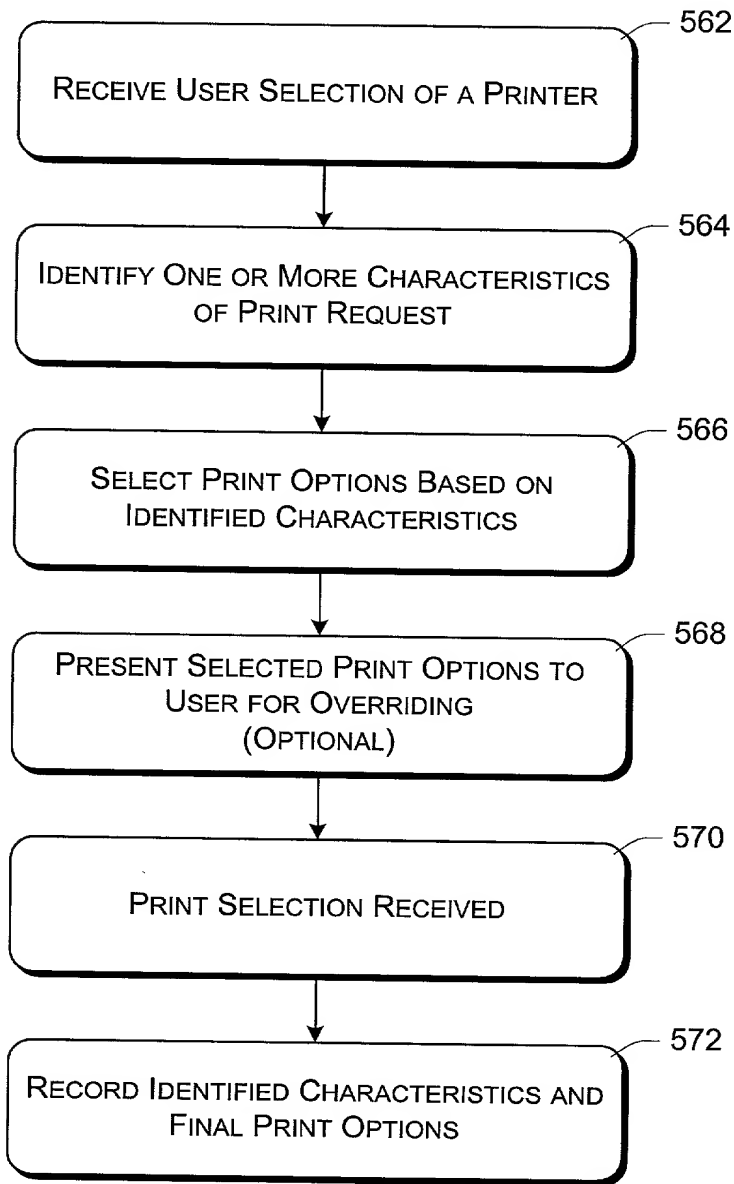 562
RECEIVE USER SELECTION OF A PRINTER
564
IDENTIFY ONE OR MORE CHARACTERISTICS
OF PRINT REQUEST
566
SELECT PRINT OPTIONS BASED ON
IDENTIFIED CHARACTERISTICS
568
PRESENT SELECTED PRINT OPTIONS TO
USER FOR OVERRIDING
(OPTIONAL)
570
PRINT SELECTION RECEIVED
572
RECORD IDENTIFIED CHARACTERISTICS AND
FINAL PRINT OPTIONS